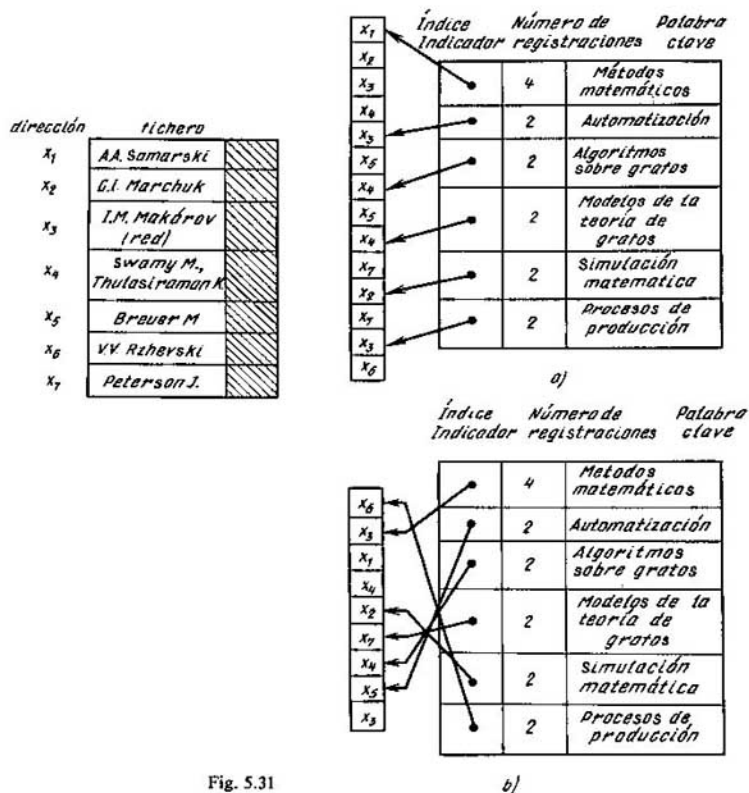 dirección fichero
x1 A.A. Samarski
x2 G.I. Marchuk
x3 I.M. Makárov
(red)
x4 Swamy M.,
Thulasiraman K.
x5 Breuer M
x6 V.V. Rzhevski
x7 Peterson J.
x1
x2
x3
x4
x3
x5
x4
x5
x4
x7
x2
x7
x3
x6
Índice Número de Palabra
Indicador registraciones clave
4 Métodos
matemáticos
2 Automatización
2 Algoritmos
sobre grafos
2 Modelos de la
teoría de
grafos
2 Simulación
matematica
2 Procesos de
producción
a)
Índice Número de Palabra
Indicador registraciones clave
x6
x3
x1
x4
x2
x7
x4
x5
x3
4 Metodos
matemáticos
2 Automatización
2 Algoritmos
sobre grafos
2 Modelos de la
teoría de
grafos
2 Simulación
matemática
2 Procesos de
producción
Fig. 5.31
b)